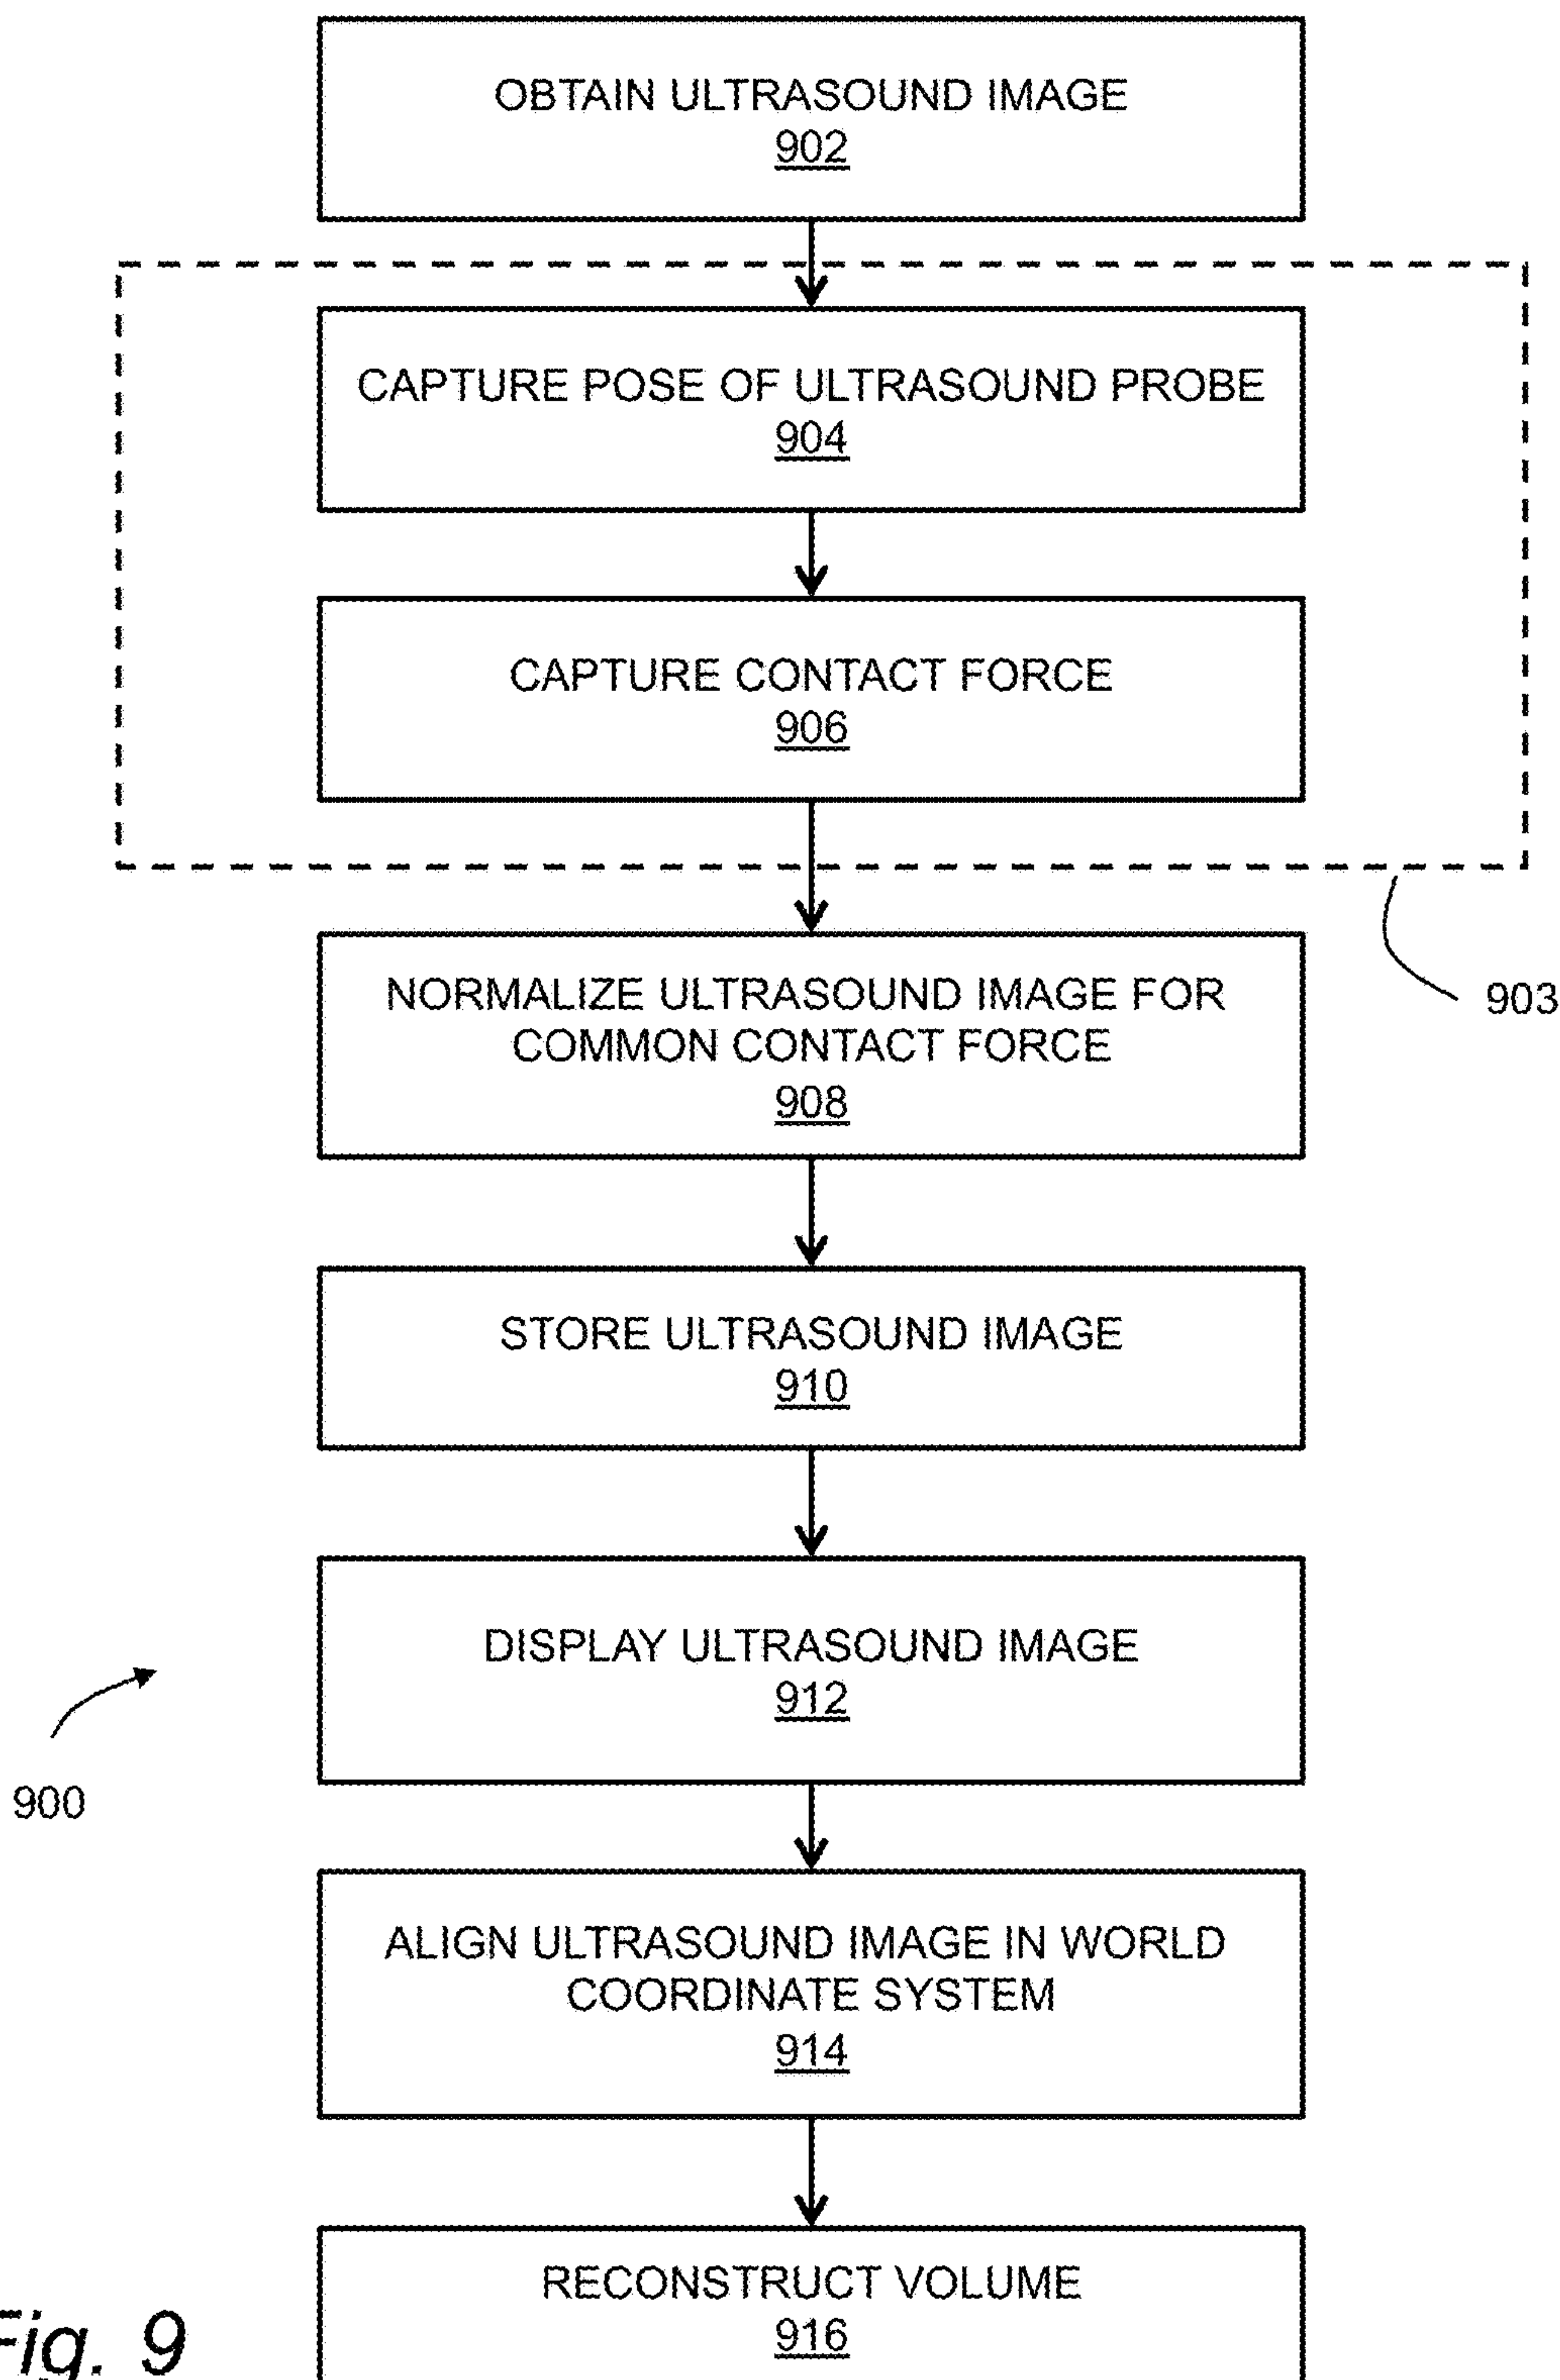 OBTAIN ULTRASOUND IMAGE
902
CAPTURE POSE OF ULTRASOUND PROBE
904
CAPTURE CONTACT FORCE
906
903
NORMALIZE ULTRASOUND IMAGE FOR
COMMON CONTACT FORCE
908
STORE ULTRASOUND IMAGE
910
DISPLAY ULTRASOUND IMAGE
912
900
ALIGN ULTRASOUND IMAGE IN WORLD
COORDINATE SYSTEM
914
RECONSTRUCT VOLUME
916
Fig. 9